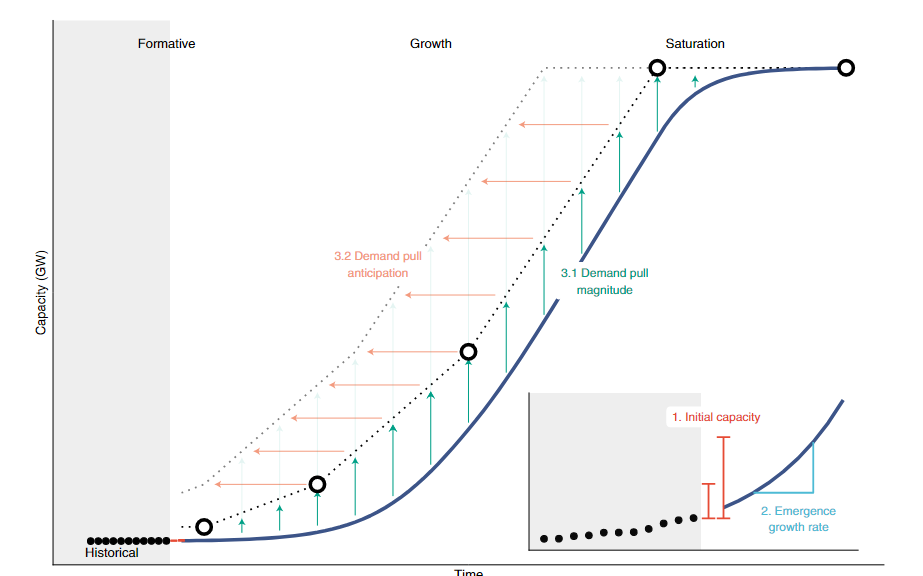 Formative
Growth
Saturation
3.2 Demand pull
anticipation
3.1 Demand pull
magnitude
Capacity (GW)
1. Initial capacity
2. Emergence
growth rate
Historical
Time